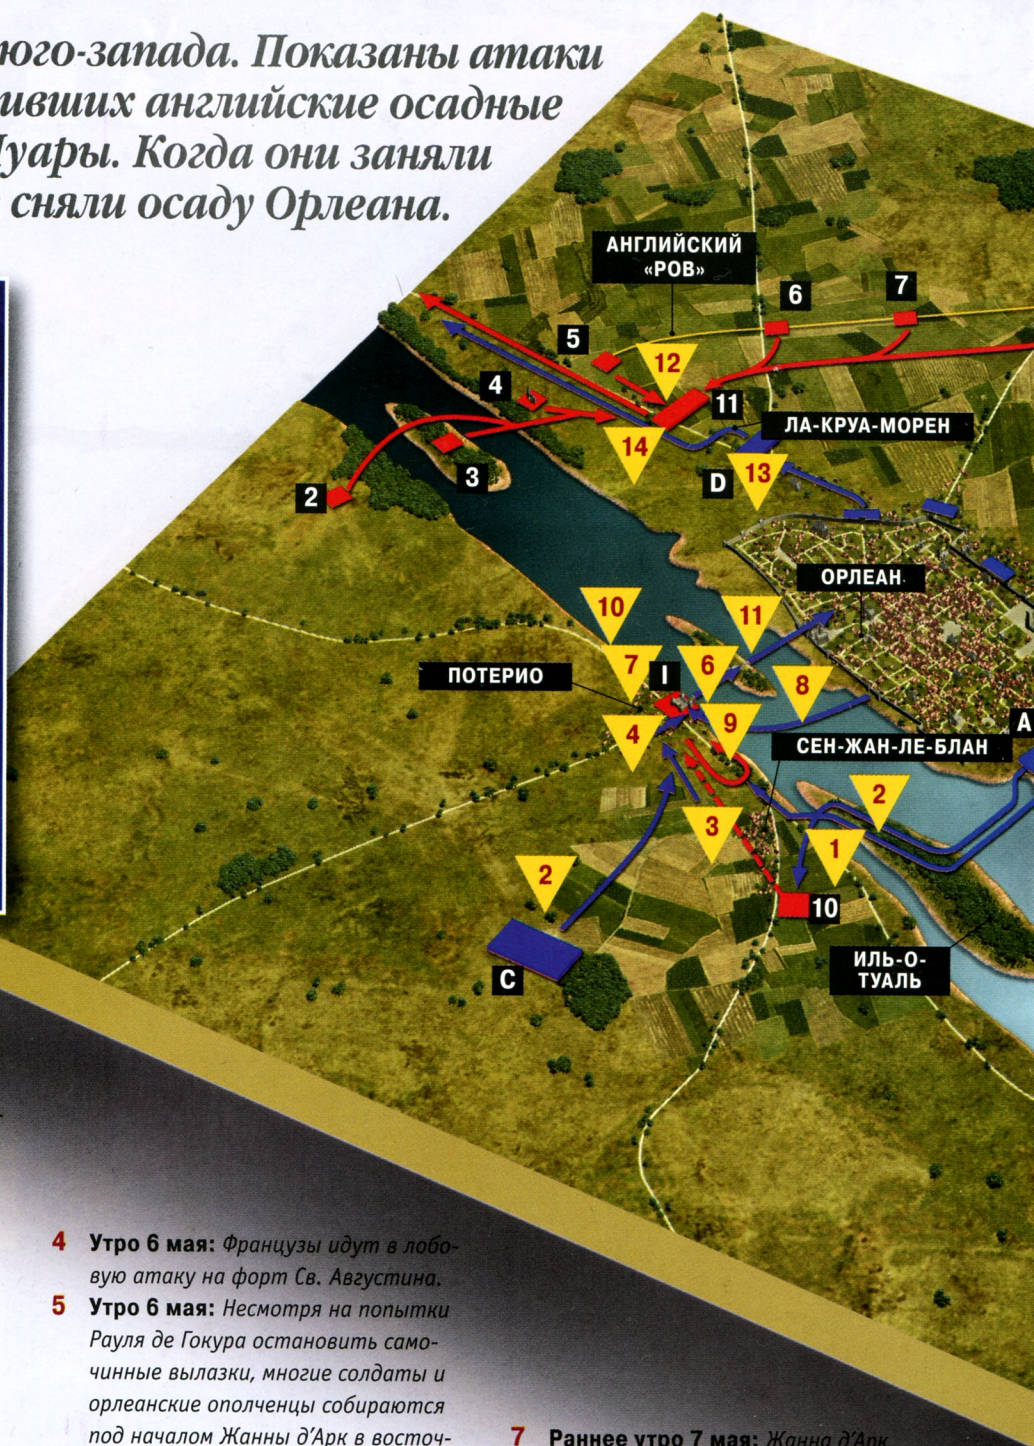 юго-запада. Показаны атаки
ивших английские осадные
Луары. Когда они заняли
сняли осаду Орлеана.
АНГЛИЙСКИЙ
«РОВ»
6
7
5
12
4
11
ЛА-КРУА-МОРЕН
14
13
D
3
2
ОРЛЕАН
10
11
ПОТЕРИО
7
I
6
8
4
9
A
СЕН-ЖАН-ЛЕ-БЛАН
2
3
1
2
10
ИЛЬ-О-
ТУАЛЬ
C
4 Утро 6 мая: Французы идут в лобо-
вую атаку на форт Св. Августина.
5 Утро 6 мая: Несмотря на попытки
Рауля де Гокура остановить само-
чинные вылазки, многие солдаты и
орлеанские ополченцы собираются
под началом Жанны д'Арк в восточ-
7 Раннее утро 7 мая: Жанна д'Арк